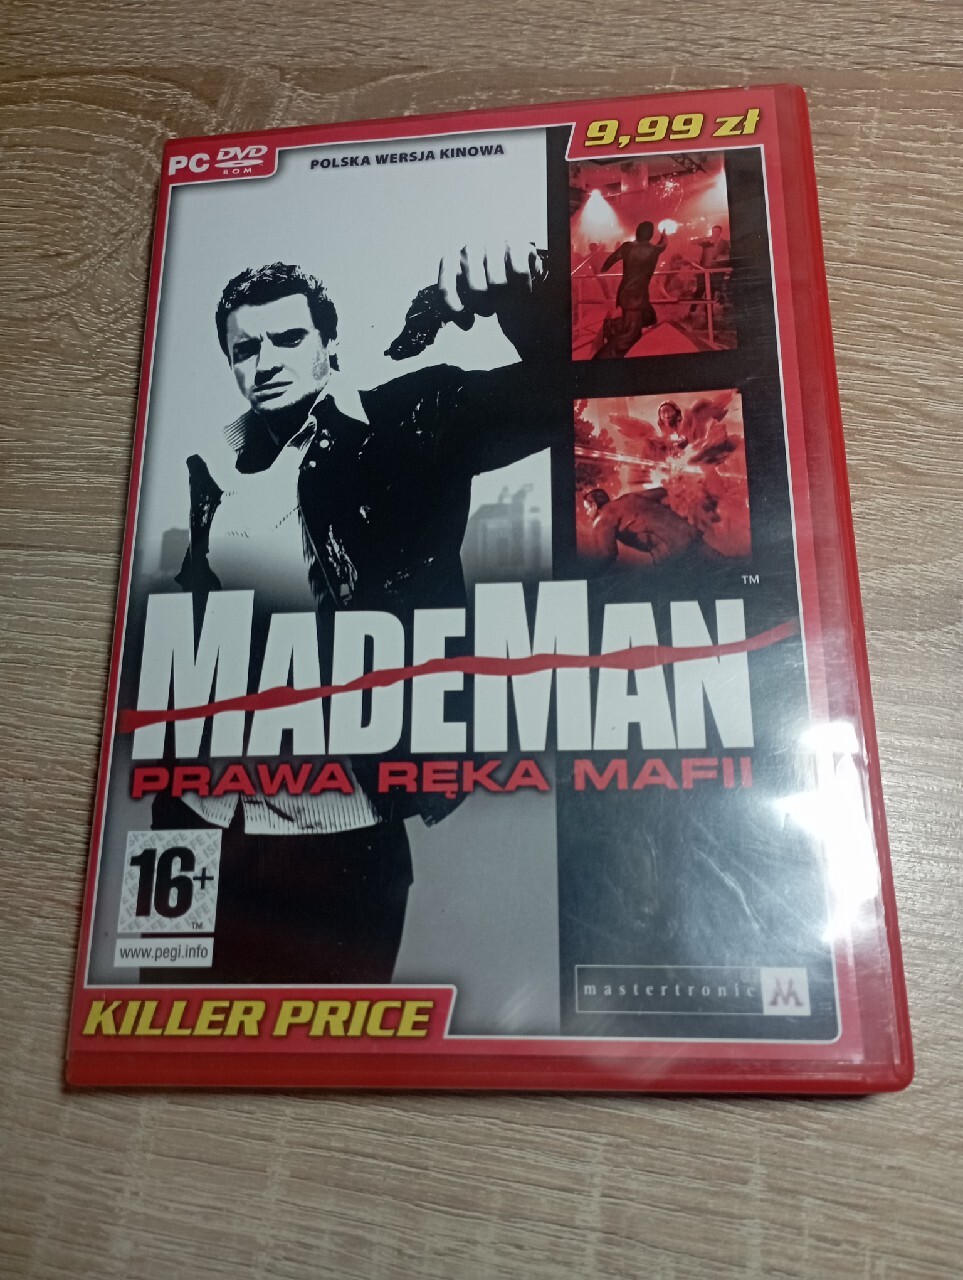 9,99 zł
PC DVD
ROM
POLSKA WERSJA KINOWA
TM
MADEMAN
PRAWA RĘKA MAFII
16+
TM
www.pegi.info
mastertronic M
KILLER PRICE